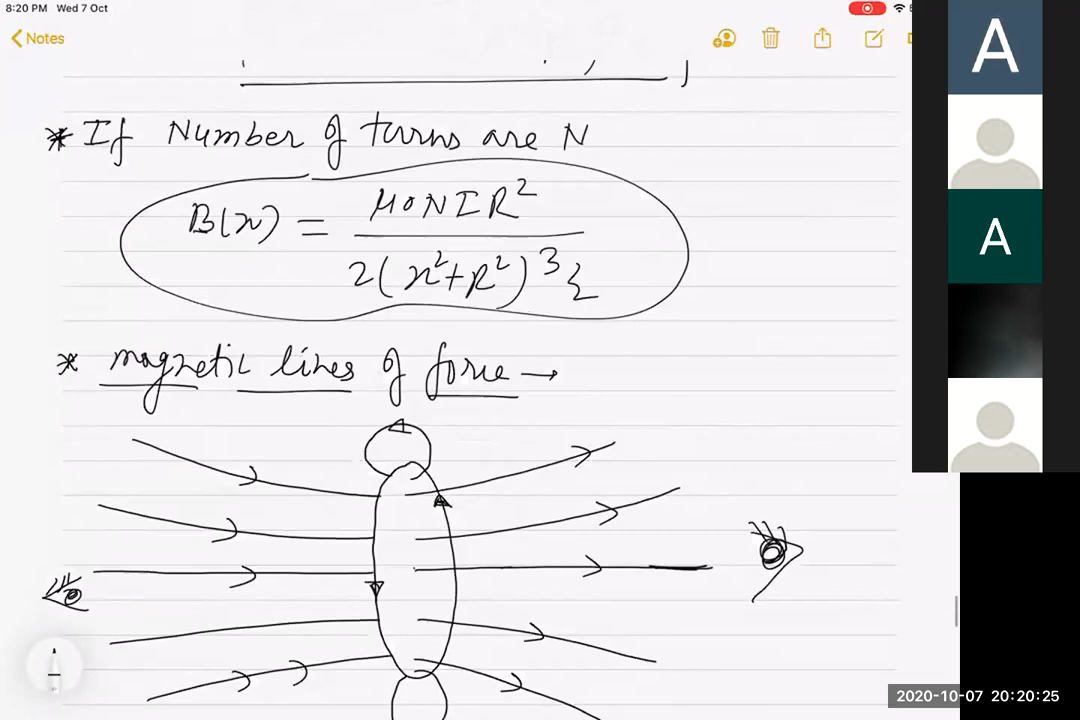 8:20 PM Wed 7 Oct
Notes
A
* If Number of turns are N
B(x) = μ0NIR²
2(x²+R²)^3/2
A
* magnetic lines of force →
2020-10-07 20:20:25